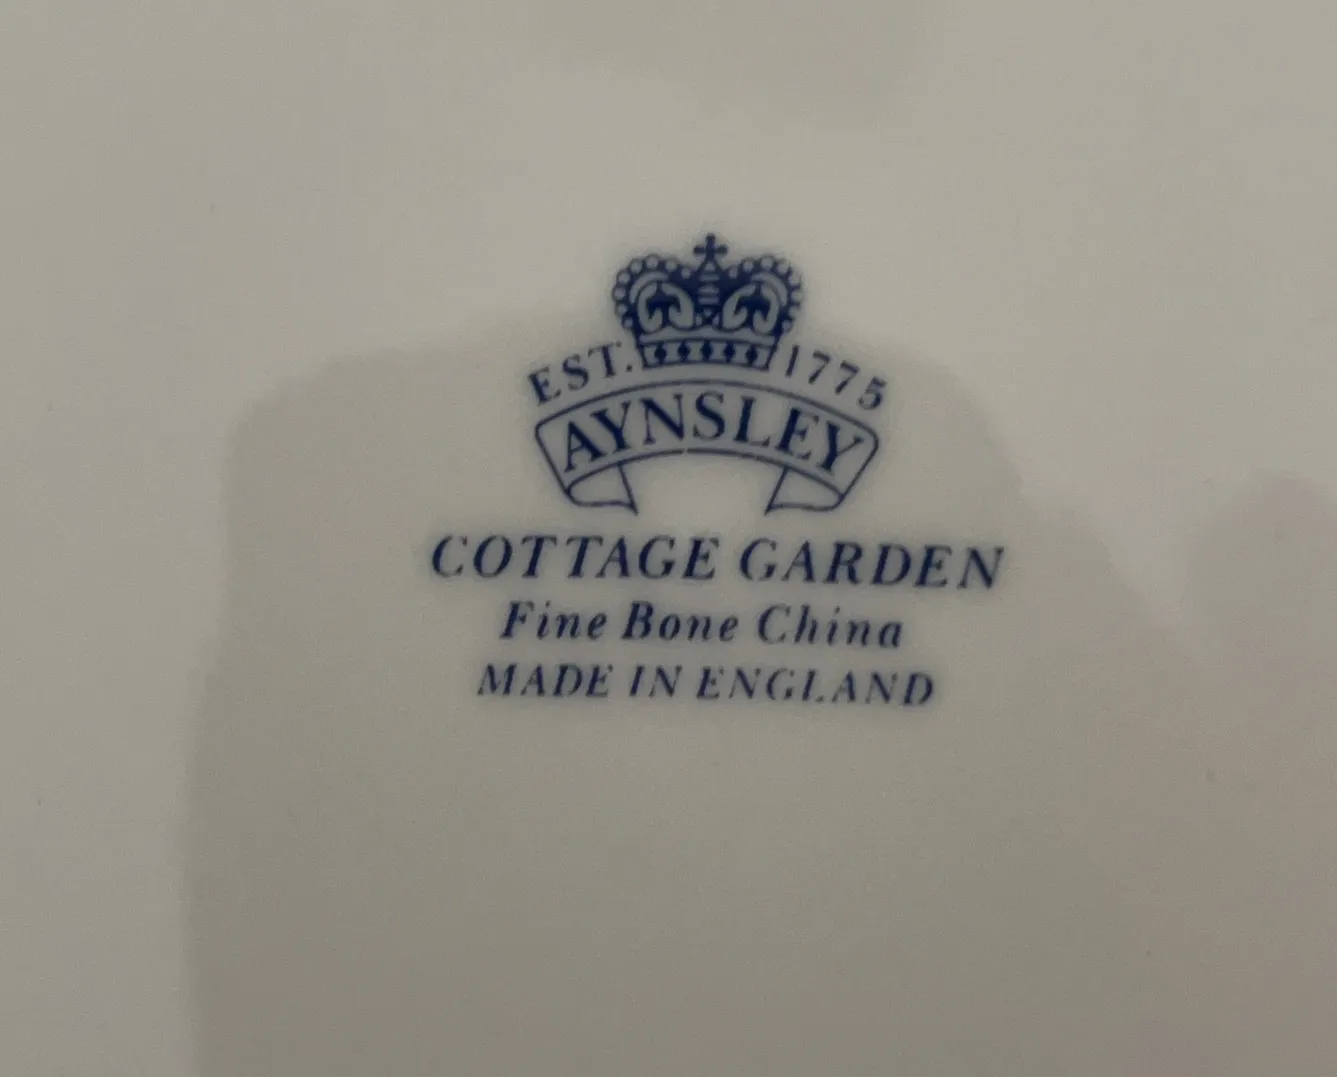 EST. 1775
AYNSLEY
COTTAGE GARDEN
Fine Bone China
MADE IN ENGLAND